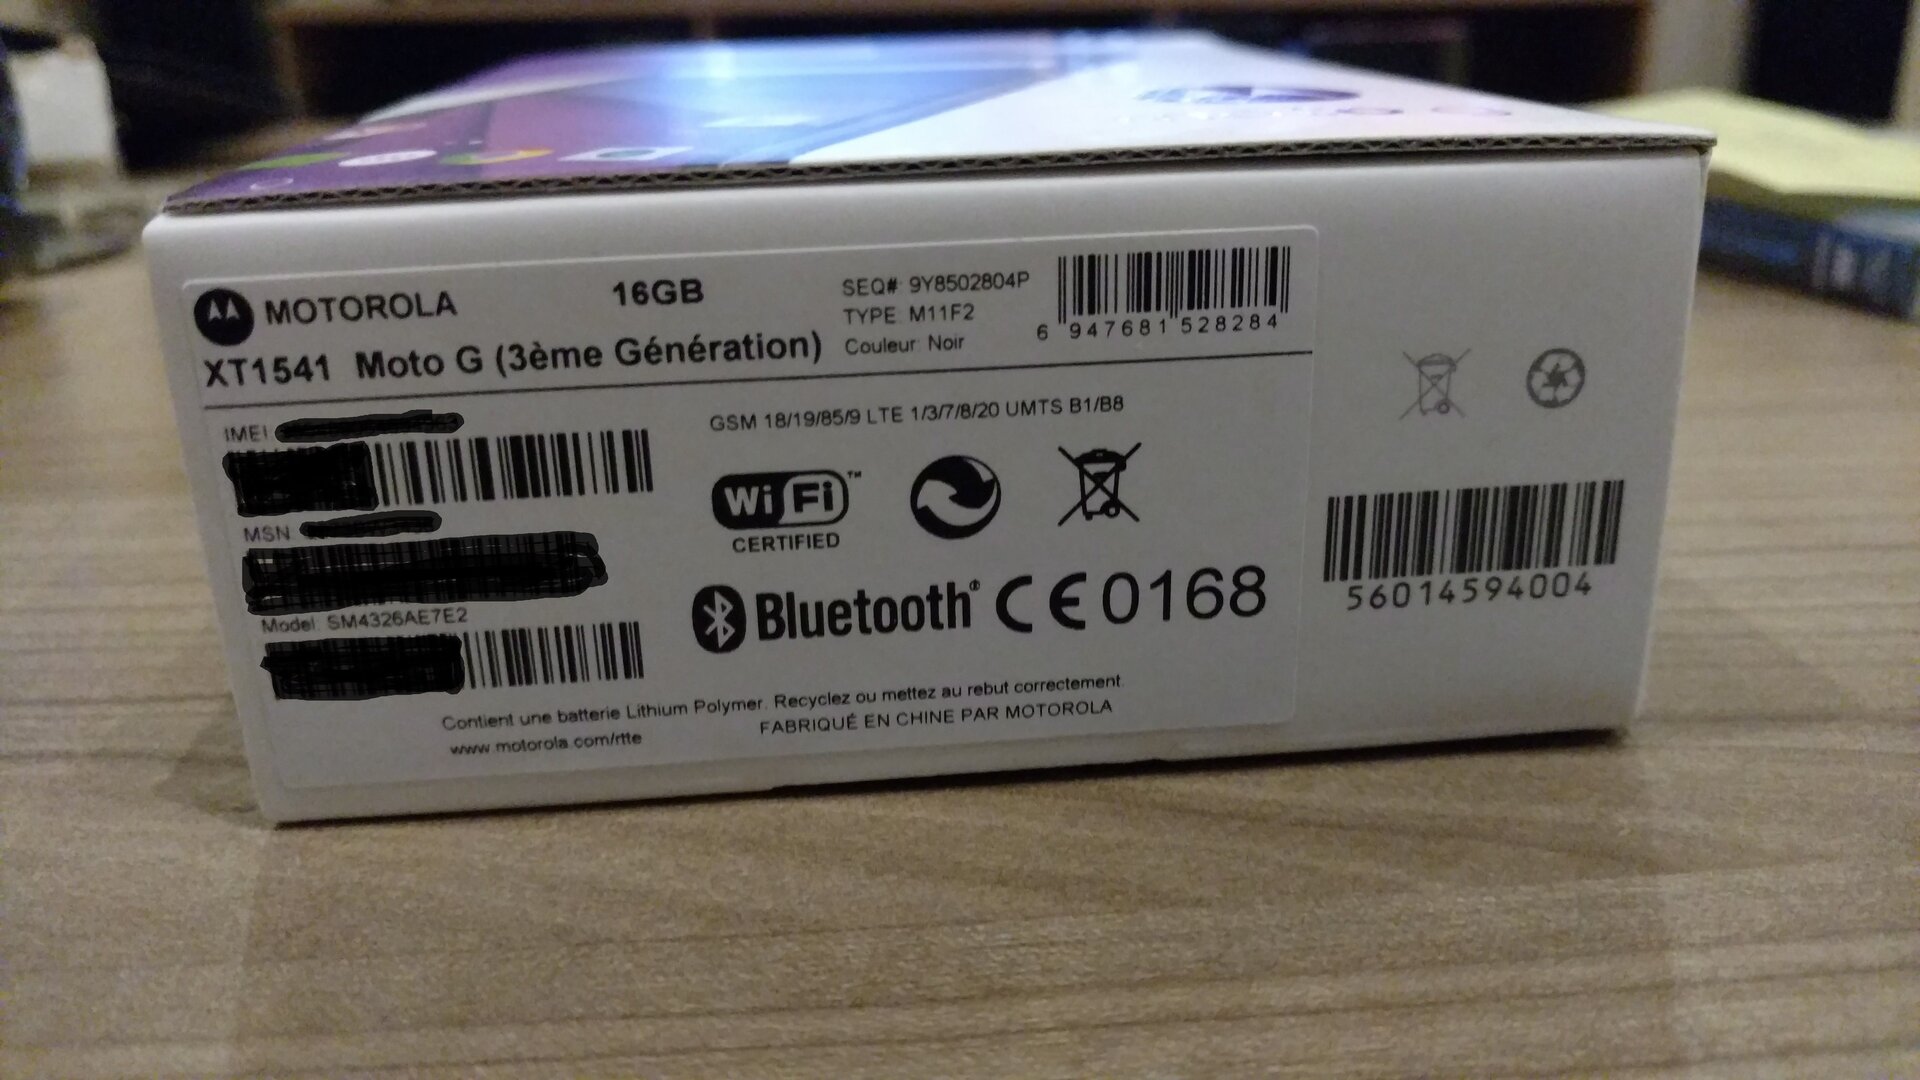 MOTOROLA
16GB
XT1541 Moto G (3ème Génération)
SEQ# 9Y8502804P
TYPE: M11F2
Couleur: Noir
6 947681 528284
IMEI
MSN
Model: SM4326AE7E2
GSM 18/19/85/9 LTE 1/3/7/8/20 UMTS B1/B8
Wi Fi™
CERTIFIED
Bluetooth® CE0168
Contient une batterie Lithium Polymer. Recyclez ou mettez au rebut correctement.
www.motorola.com/rtte
FABRIQUÉ EN CHINE PAR MOTOROLA
56014594004